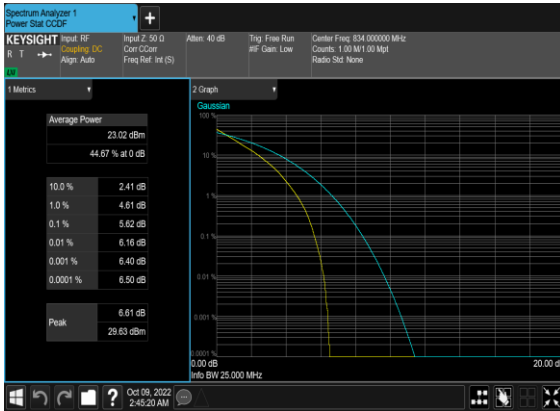 Spectrum Analyzer 1
Power Stat CCDF
KEYSIGHT
R T
LXI
Input: RF
Coupling: DC
Align: Auto
Input Z: 50 Ω
Corr CCorr
Freq Ref: Int (S)
Atten: 40 dB
Trig: Free Run
#IF Gain: Low
Center Freq: 834.000000 MHz
Counts: 1.00 M/1.00 Mpt
Radio Std: None
1 Metrics
Average Power
23.02 dBm
44.67 % at 0 dB
10.0 % 2.41 dB
1.0 % 4.61 dB
0.1 % 5.62 dB
0.01 % 6.16 dB
0.001 % 6.40 dB
0.0001 % 6.50 dB
Peak
6.61 dB
29.63 dBm
2 Graph
Gaussian
100 %
10 %
1 %
0.1 %
0.01 %
0.001 %
0.0001 %
0.00 dB
20.00 d
Info BW 25.000 MHz
Oct 09, 2022
2:45:20 AM